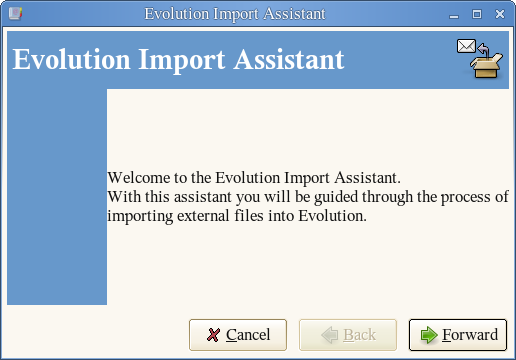 Evolution Import Assistant
Evolution Import Assistant
Welcome to the Evolution Import Assistant.
With this assistant you will be guided through the process of
importing external files into Evolution.
Cancel
Back
Forward